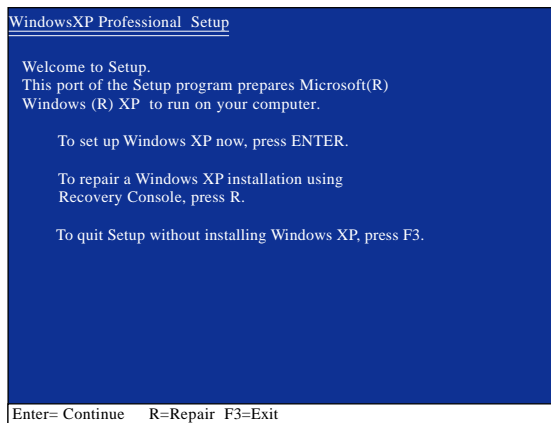 WindowsXP Professional Setup
Welcome to Setup.
This port of the Setup program prepares Microsoft(R)
Windows (R) XP to run on your computer.
To set up Windows XP now, press ENTER.
To repair a Windows XP installation using
Recovery Console, press R.
To quit Setup without installing Windows XP, press F3.
Enter= Continue R=Repair F3=Exit